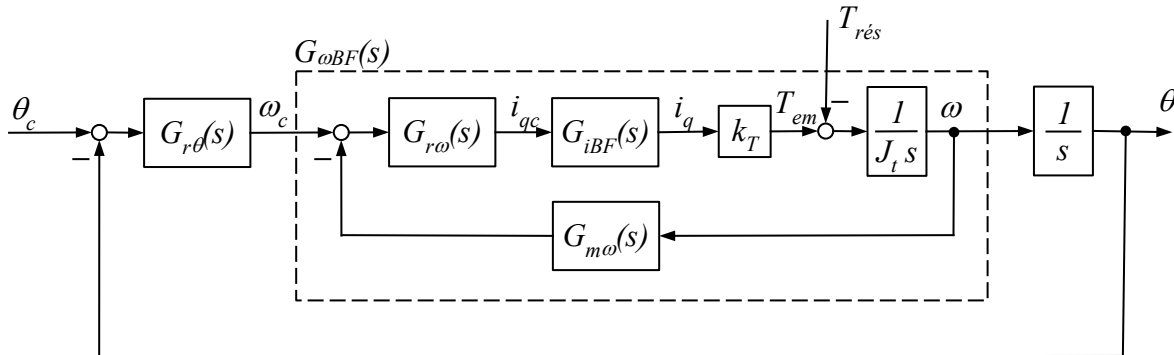 T_rés
G_ωBF(s)
θ_c
G_rθ(s)
ω_c
G_rω(s)
i_qc
G_iBF(s)
i_q
k_T
T_em
1
J_t s
ω
1
s
θ
−
−
−
G_mω(s)